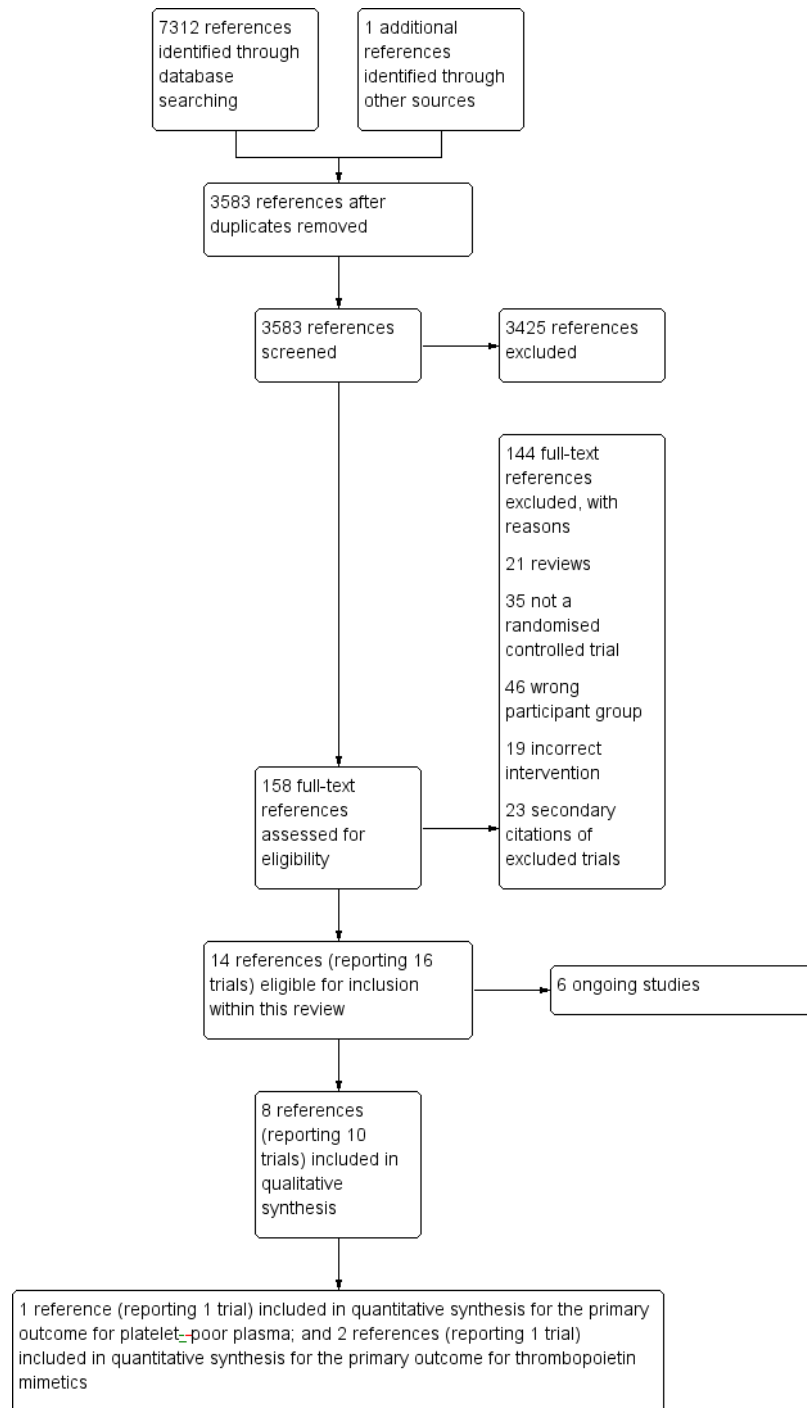 7312 references
identified through
database
searching
1 additional
references
identified through
other sources
3583 references after
duplicates removed
3583 references
screened
3425 references
excluded
144 full-text
references
excluded, with
reasons
21 reviews
35 not a
randomised
controlled trial
46 wrong
participant group
19 incorrect
intervention
23 secondary
citations of
excluded trials
158 full-text
references
assessed for
eligibility
14 references (reporting 16
trials) eligible for inclusion
within this review
6 ongoing studies
8 references
(reporting 10
trials) included in
qualitative
synthesis
1 reference (reporting 1 trial) included in quantitative synthesis for the primary
outcome for platelet--poor plasma; and 2 references (reporting 1 trial)
included in quantitative synthesis for the primary outcome for thrombopoietin
mimetics